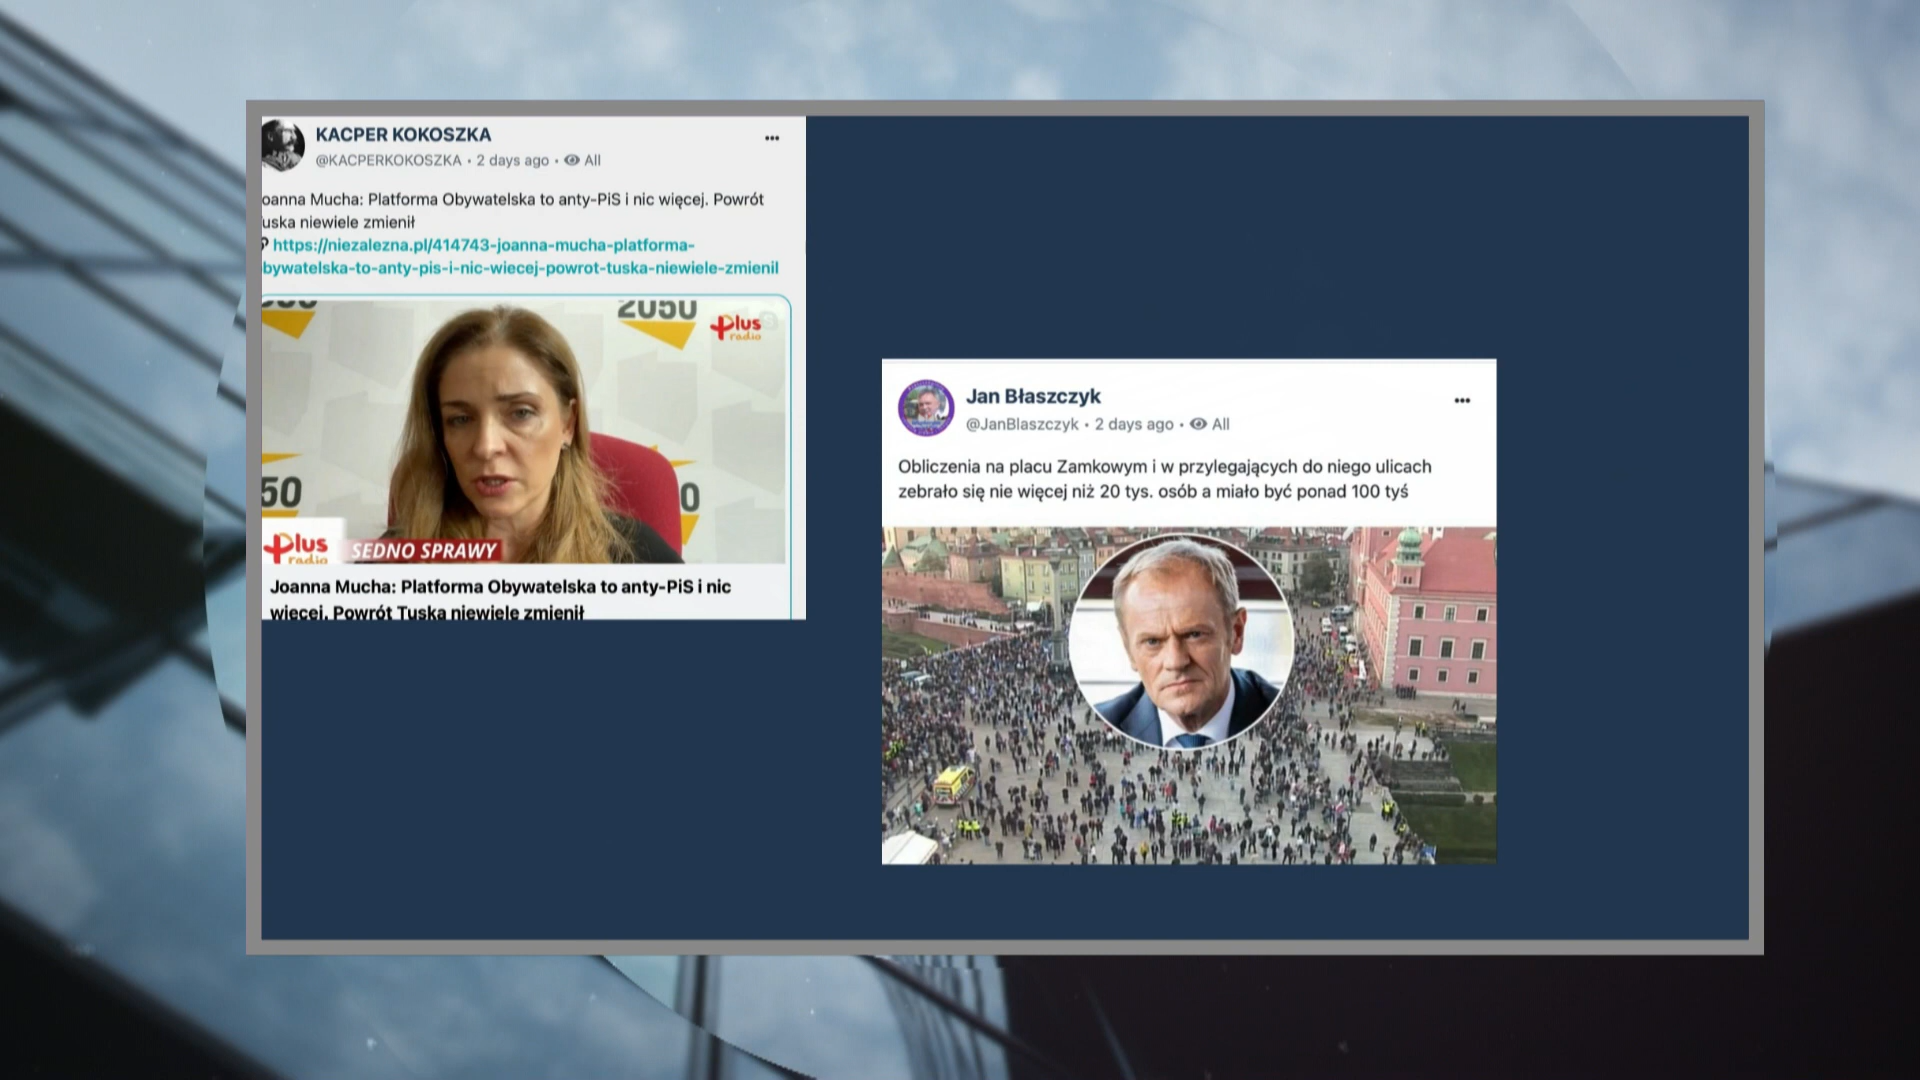 KACPER KOKOSZKA
@KACPERKOKOSZKA • 2 days ago • All
oanna Mucha: Platforma Obywatelska to anty-PiS i nic więcej. Powrót
uska niewiele zmienił
https://niezalezna.pl/414743-joanna-mucha-platforma-
bywatelska-to-anty-pis-i-nic-wiecej-powrot-tuska-niewiele-zmienil
2050
plus
radio
50
0
plus
radio
SEDNO SPRAWY
Joanna Mucha: Platforma Obywatelska to anty-PiS i nic
więcej. Powrót Tuska niewiele zmienił
Jan Błaszczyk
@JanBlaszczyk • 2 days ago • All
Obliczenia na placu Zamkowym i w przylegających do niego ulicach
zebrało się nie więcej niż 20 tys. osób a miało być ponad 100 tyś